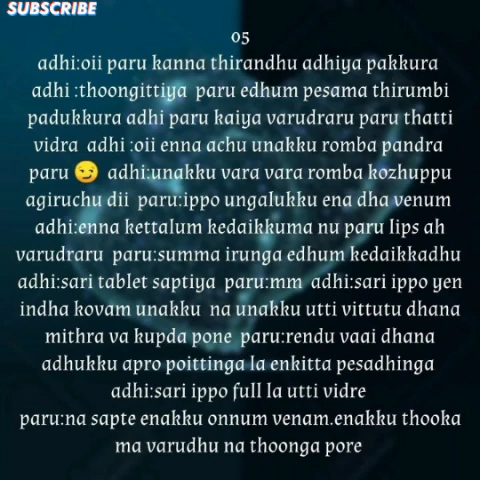 SUBSCRIBE
05
adhi:oii paru kanna thirandhu adhiya pakkura
adhi :thoongittiya paru edhum pesama thirumbi
padukkura adhi paru kaiya varudraru paru thatti
vidra adhi :oii enna achu unakku romba pandra
paru 😏 adhi:unakku vara vara romba kozhuppu
agiruchu dii paru:ippo ungalukku ena dha venum
adhi:enna kettalum kedaikkuma nu paru lips ah
varudraru paru:summa irunga edhum kedaikkadhu
adhi:sari tablet saptiya paru:mm adhi:sari ippo yen
indha kovam unakku na unakku utti vittutu dhana
mithra va kupda pone paru:rendu vaai dhana
adhukku apro poittinga la enkitta pesadhinga
adhi:sari ippo full la utti vidre
paru:na sapte enakku onnum venam.enakku thooka
ma varudhu na thoonga pore